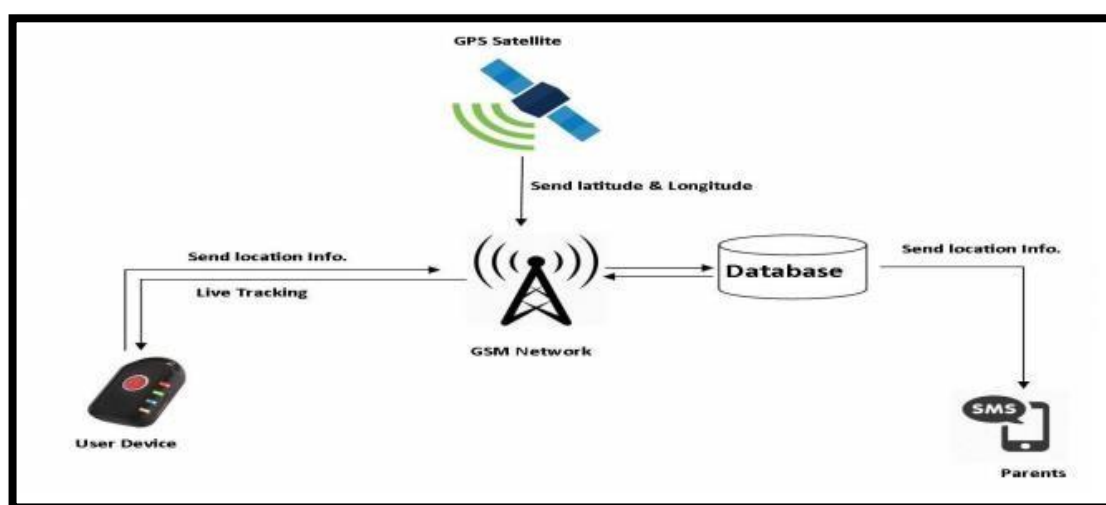 GPS Satellite
Send latitude & Longitude
Send location Info.
Live Tracking
GSM Network
Database
Send location Info.
User Device
SMS
Parents